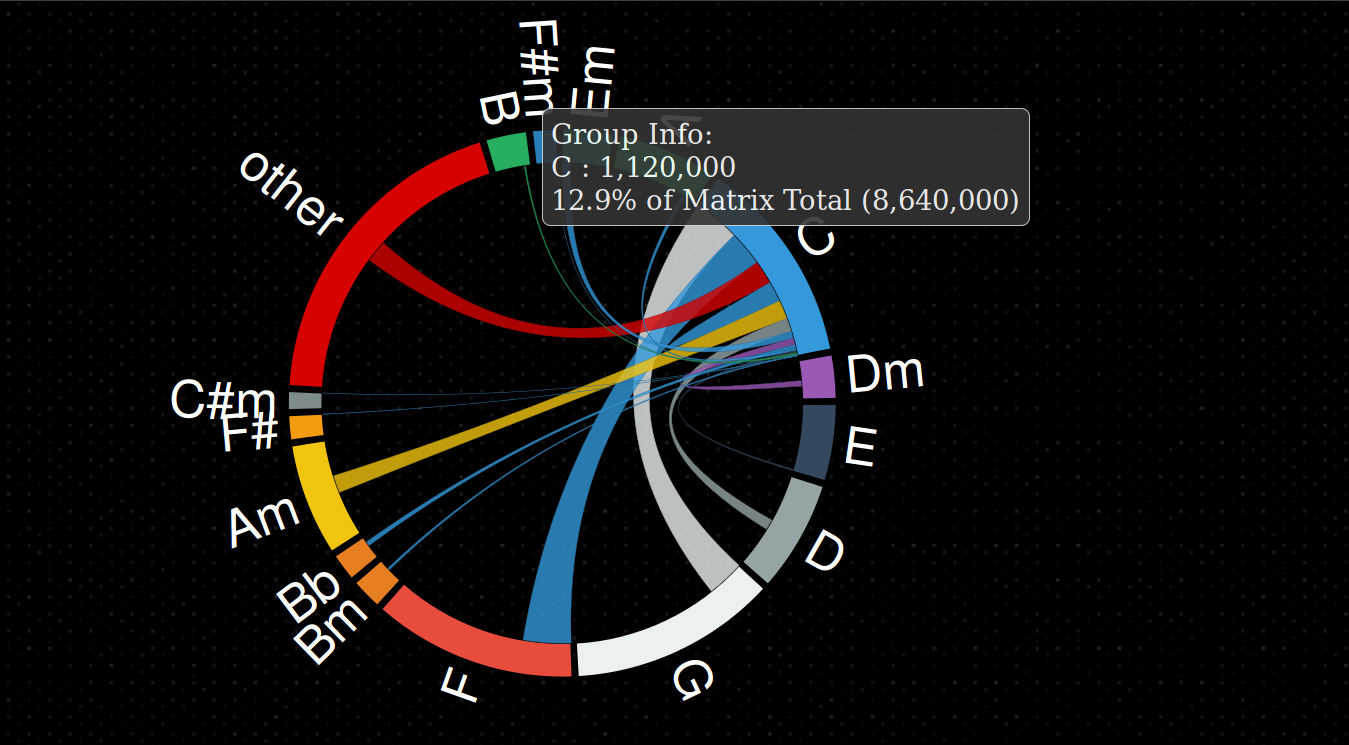 F#m
Em
B
Group Info:
C : 1,120,000
12.9% of Matrix Total (8,640,000)
other
C
Dm
C#m
F#
E
Am
D
Bb
Bm
F
G